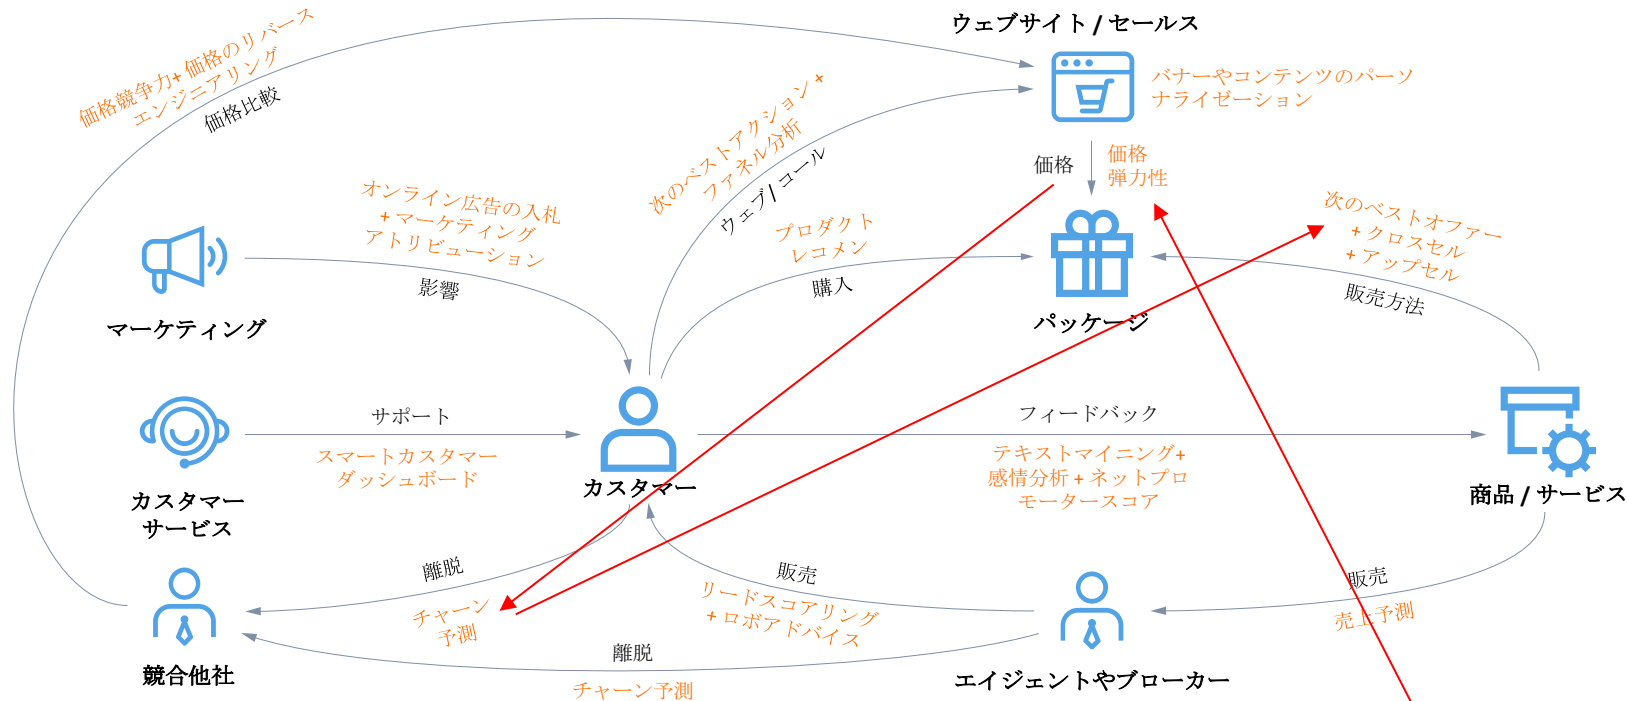 ウェブサイト / セールス
バナーやコンテンツのパーソ
ナライゼーション
価格競争力+ 価格のリバース
エンジニアリング
価格比較
次のベストアクション +
ファネル分析
ウェブ/ コール
価格
価格
弾力性
オンライン広告の入札
+ マーケティング
アトリビューション
影響
マーケティング
プロダクト
レコメン
購入
パッケージ
次のベストオファー
+ クロスセル
+ アップセル
販売方法
サポート
スマートカスタマー
ダッシュボード
カスタマー
サービス
カスタマー
フィードバック
テキストマイニング+
感情分析 + ネットプロ
モータースコア
商品 / サービス
離脱
チャーン
予測
販売
リードスコアリング
+ ロボアドバイス
販売
売上予測
離脱
チャーン予測
競合他社
エイジェントやブローカー